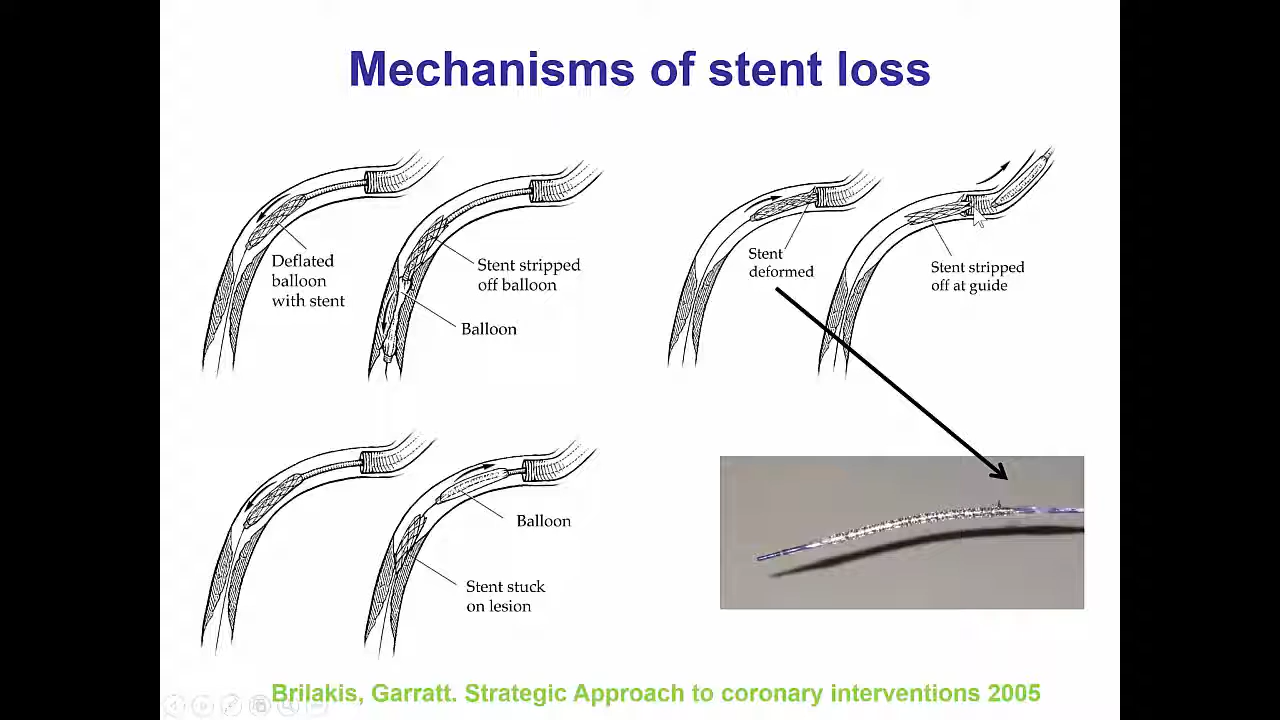 Mechanisms of stent loss
Deflated
balloon
with stent
Stent stripped
off balloon
Balloon
Stent
deformed
Stent stripped
off at guide
Balloon
Stent stuck
on lesion
Brilakis, Garratt. Strategic Approach to coronary interventions 2005